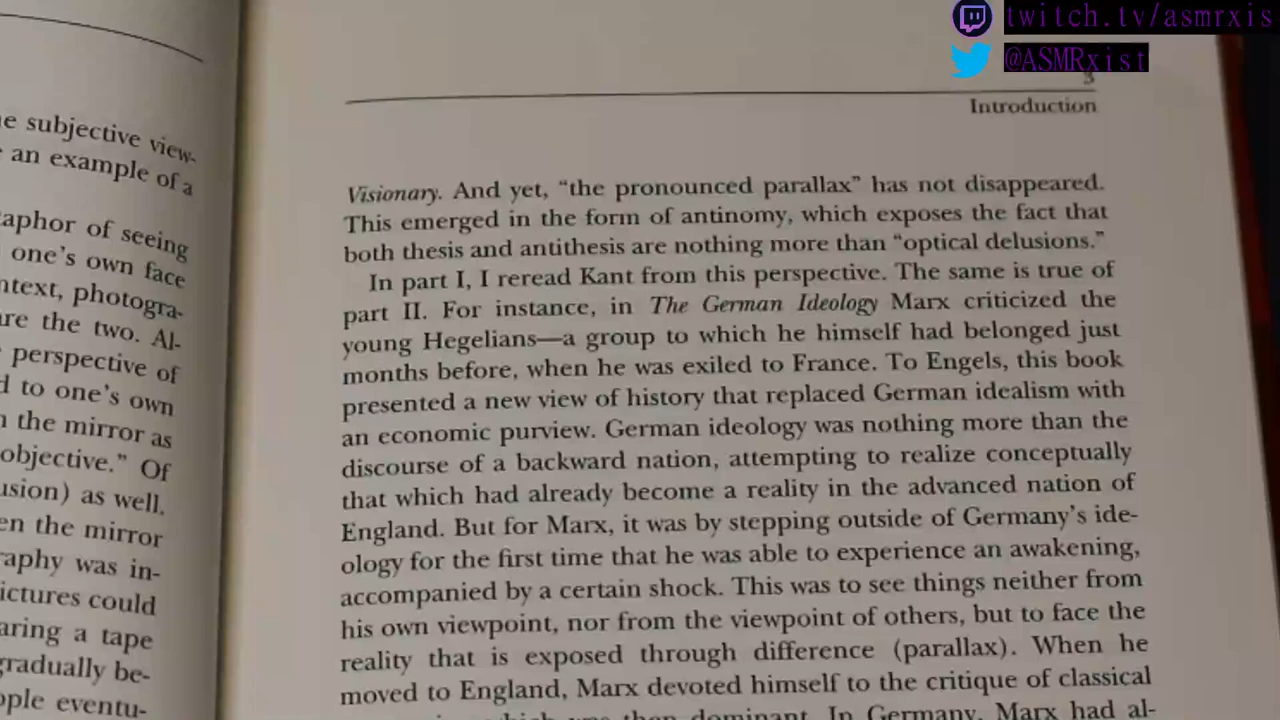 twitch.tv/asmrxis
@ASMRxist
e subjective view-
an example of a
aphor of seeing
one's own face
ntext, photogra-
are the two. Al-
perspective of
d to one's own
n the mirror as
objective." Of
usion) as well.
en the mirror
raphy was in-
ictures could
aring a tape
gradually be-
ople eventu-
3
Introduction
Visionary. And yet, "the pronounced parallax" has not disappeared.
This emerged in the form of antinomy, which exposes the fact that
both thesis and antithesis are nothing more than "optical delusions."
In part I, I reread Kant from this perspective. The same is true of
part II. For instance, in The German Ideology Marx criticized the
young Hegelians—a group to which he himself had belonged just
months before, when he was exiled to France. To Engels, this book
presented a new view of history that replaced German idealism with
an economic purview. German ideology was nothing more than the
discourse of a backward nation, attempting to realize conceptually
that which had already become a reality in the advanced nation of
England. But for Marx, it was by stepping outside of Germany's ide-
ology for the first time that he was able to experience an awakening,
accompanied by a certain shock. This was to see things neither from
his own viewpoint, nor from the viewpoint of others, but to face the
reality that is exposed through difference (parallax). When he
moved to England, Marx devoted himself to the critique of classical
which was then dominant. In Germany, Marx had al-